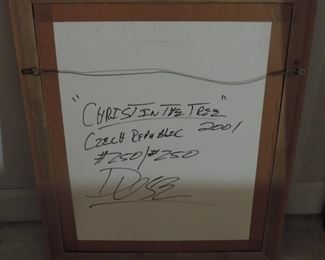 "CHRIST IN THE TREE"
CZECH REPUBLIC 2001
#250/#250